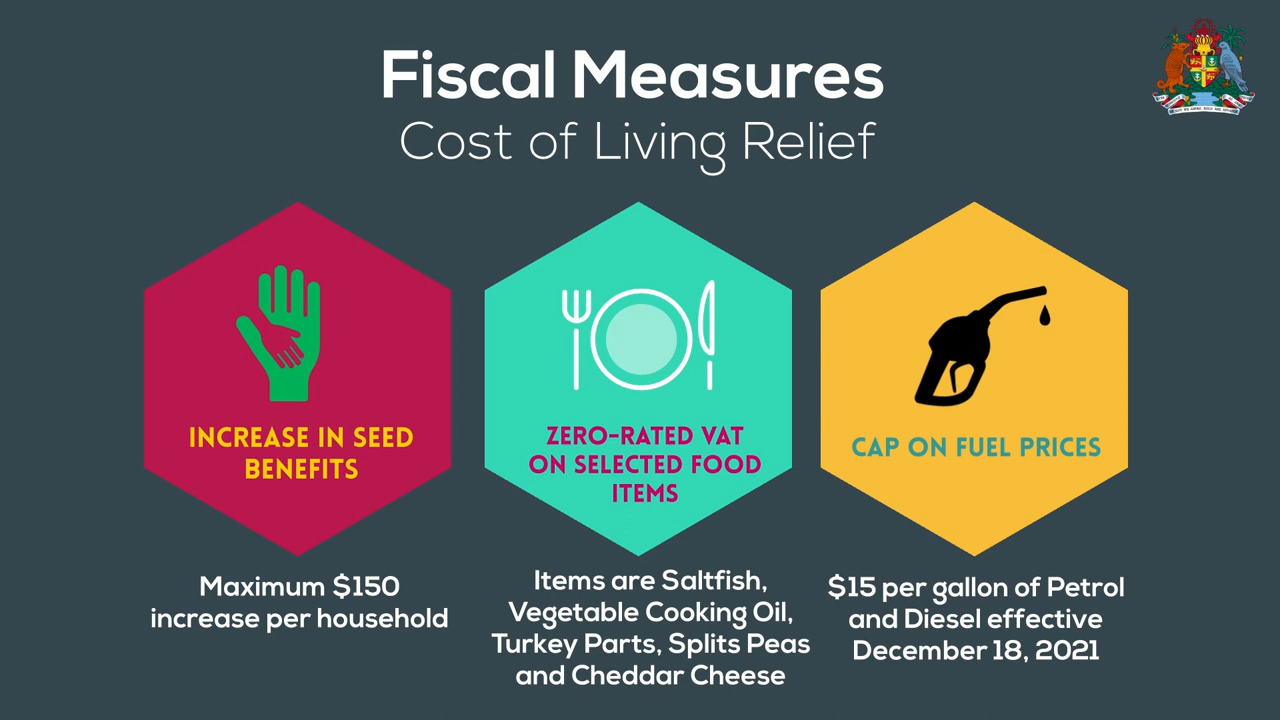 Fiscal Measures
Cost of Living Relief
INCREASE IN SEED
BENEFITS
Maximum $150
increase per household
ZERO-RATED VAT
ON SELECTED FOOD
ITEMS
Items are Saltfish,
Vegetable Cooking Oil,
Turkey Parts, Splits Peas
and Cheddar Cheese
CAP ON FUEL PRICES
$15 per gallon of Petrol
and Diesel effective
December 18, 2021